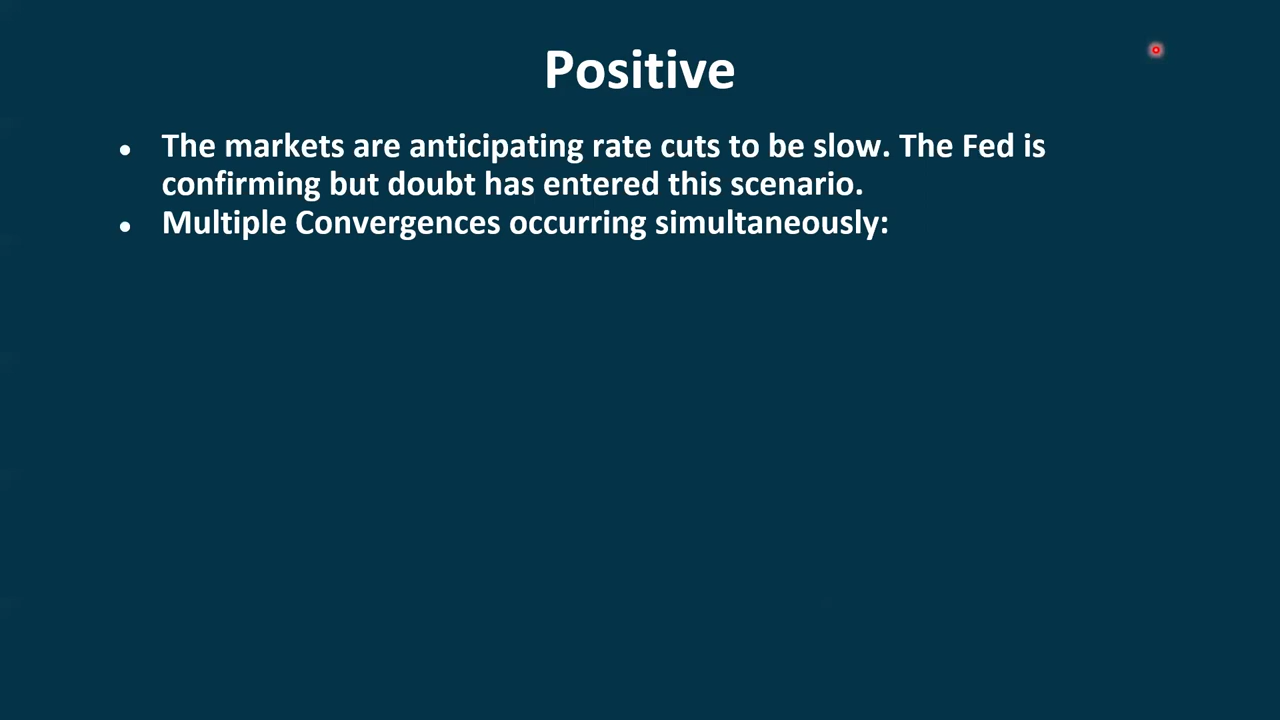 Positive
• The markets are anticipating rate cuts to be slow. The Fed is
confirming but doubt has entered this scenario.
• Multiple Convergences occurring simultaneously: